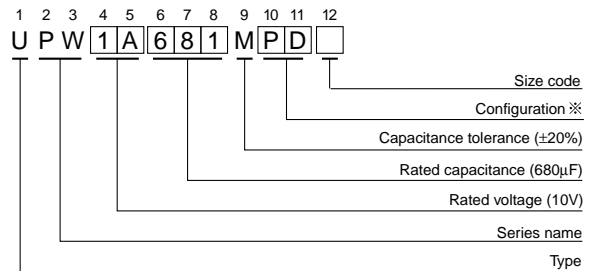 1 2 3 4 5 6 7 8 9 10 11 12
U P W 1 A 6 8 1 M P D
Size code
Configuration ※
Capacitance tolerance (±20%)
Rated capacitance (680µF)
Rated voltage (10V)
Series name
Type